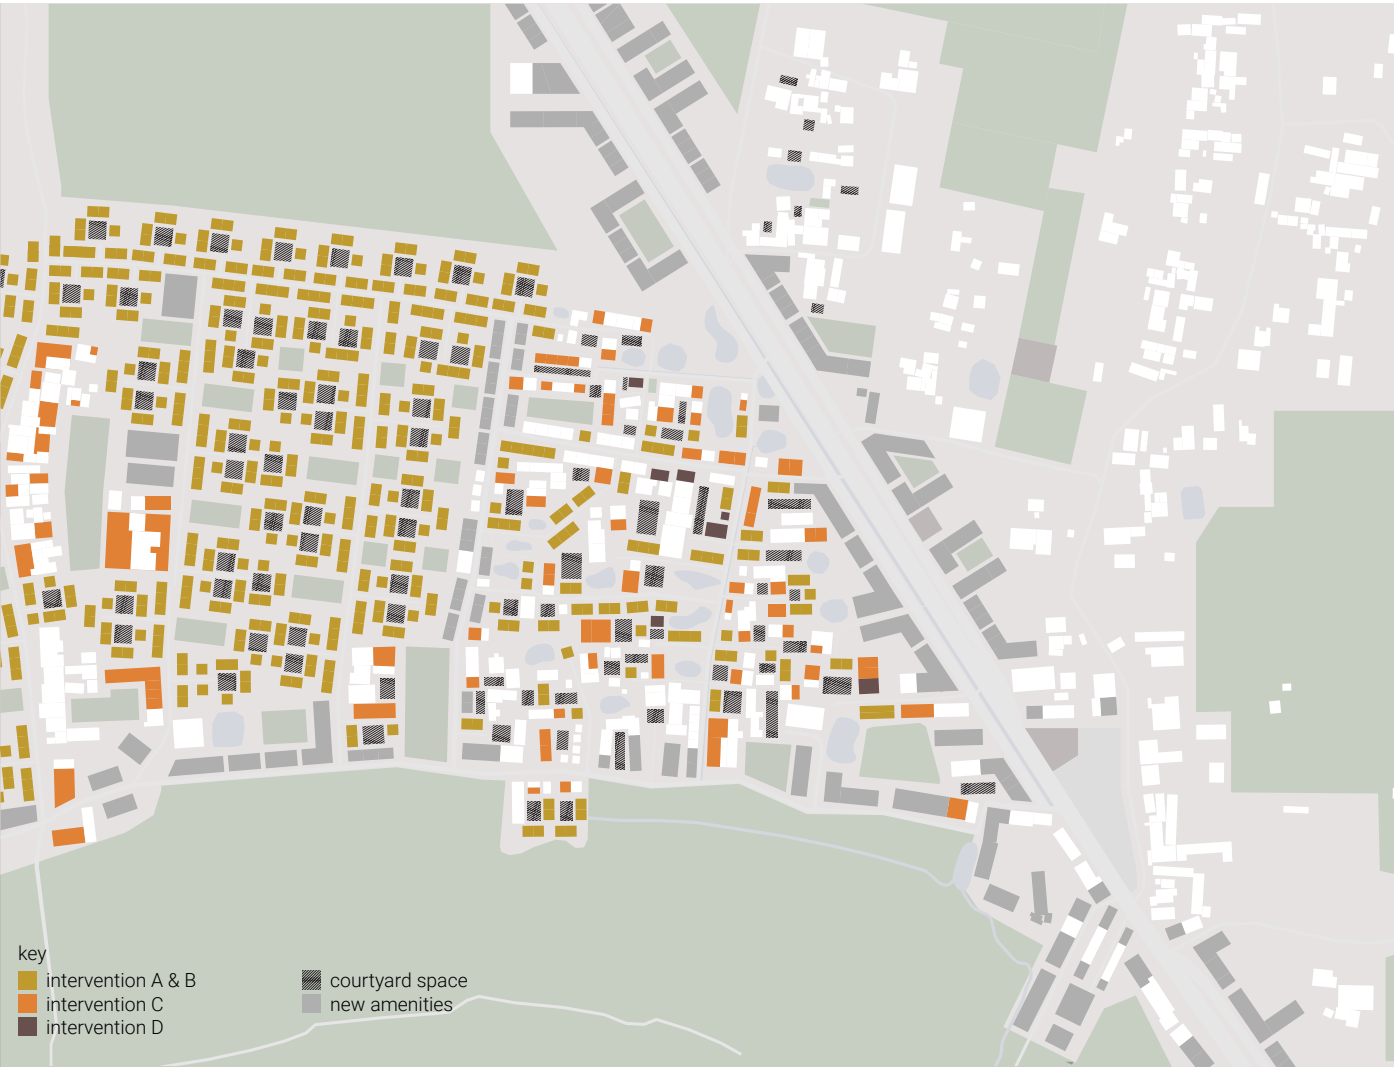 key
intervention A & B
intervention C
intervention D
courtyard space
new amenities